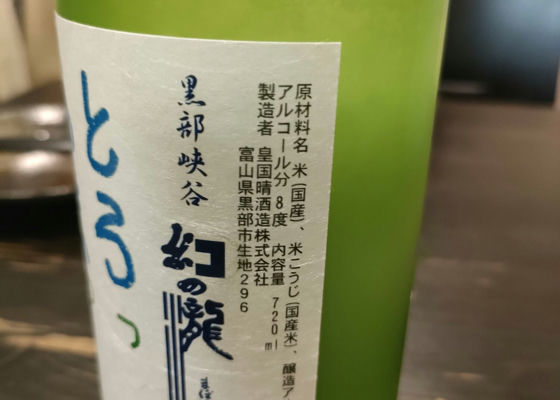 原材料名 米(国産)、米こうじ(国産米)、醸造ア
アルコール分 8度 内容量 720ml
製造者 皇国晴酒造株式会社
富山県黒部市生地296
黒部峡谷
幻の瀧
とろ
っ